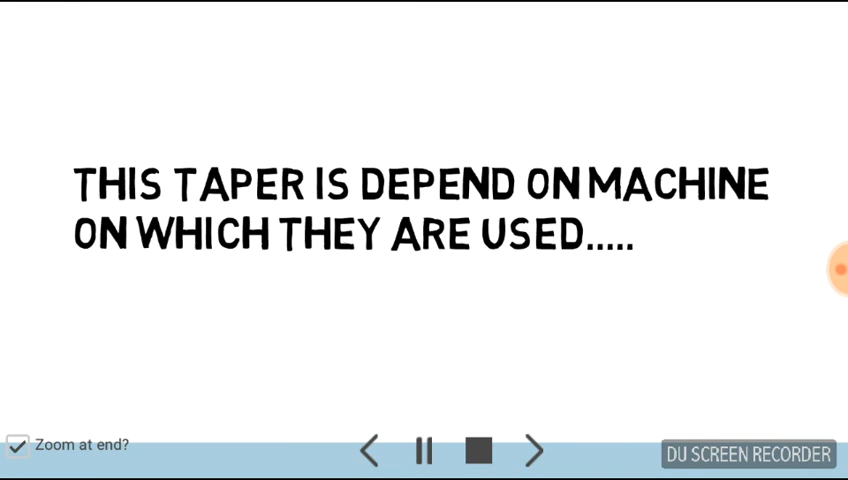 THIS TAPER IS DEPEND ON MACHINE
ON WHICH THEY ARE USED.....
Zoom at end?
DU SCREEN RECORDER